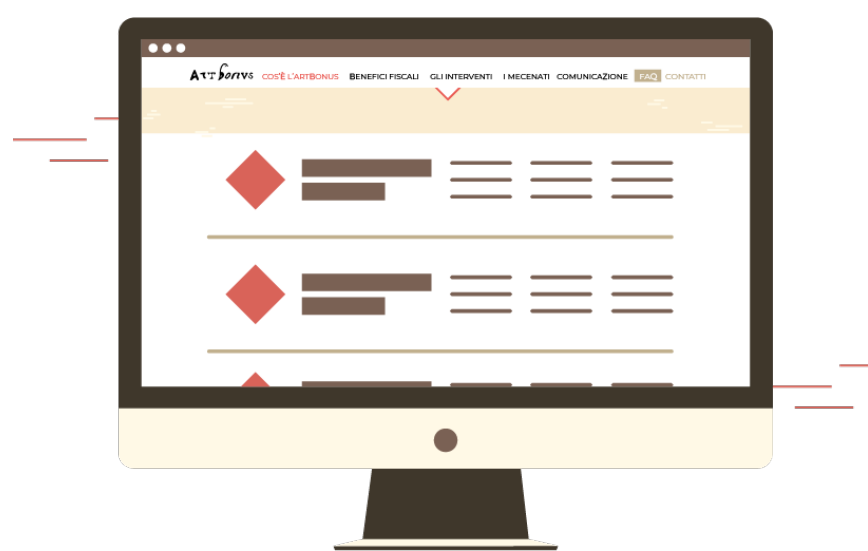 ArtBonus COS'È L'ARTBONUS BENEFICI FISCALI GLI INTERVENTI I MECENATI COMUNICAZIONE FAQ CONTATTI